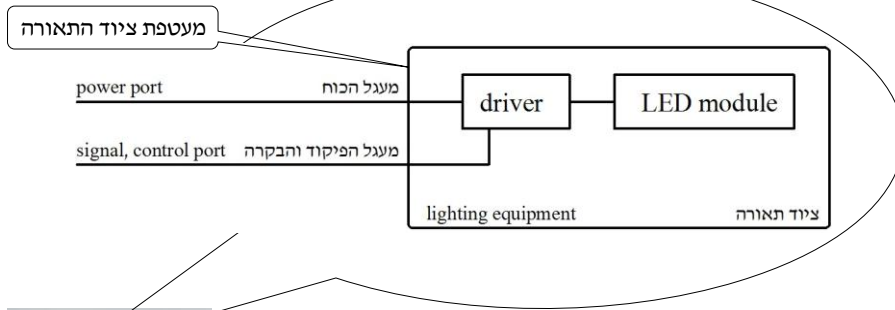 מעטפת ציוד התאורה
power port מעגל הכוח
driver
LED module
signal, control port מעגל הפיקוד והבקרה
lighting equipment ציוד תאורה